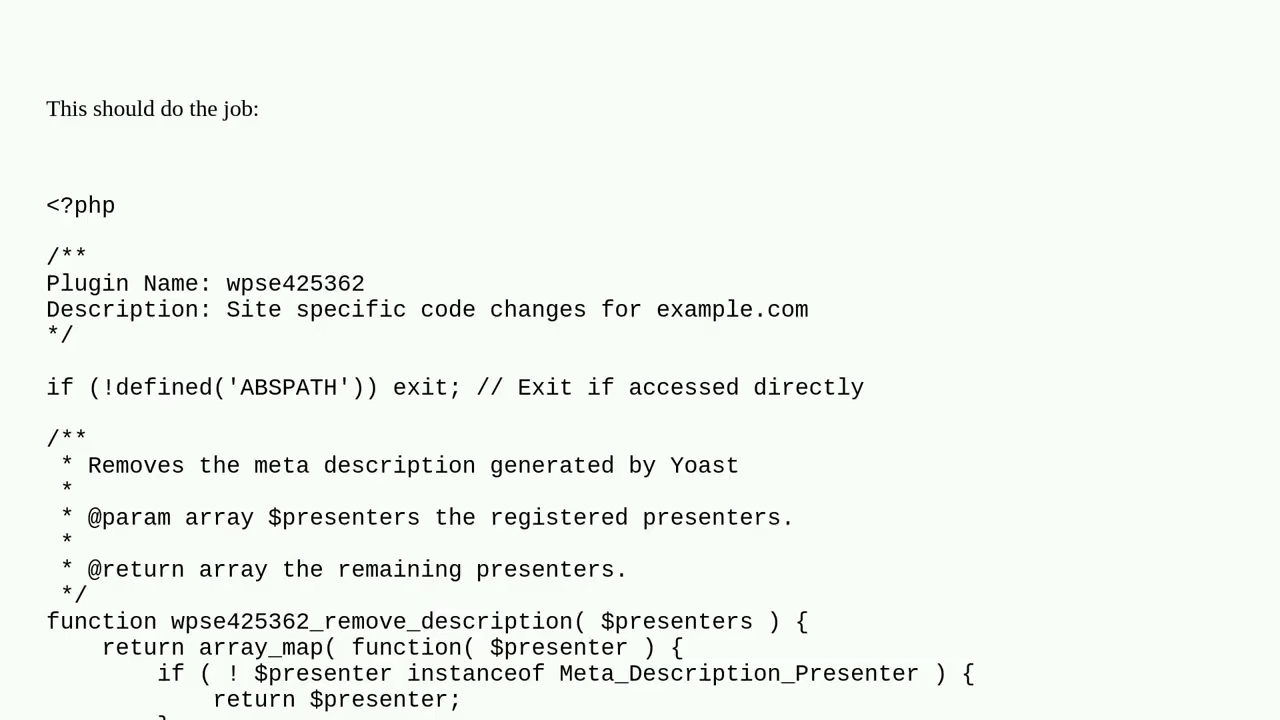 This should do the job:
<?php
/**
Plugin Name: wpse425362
Description: Site specific code changes for example.com
*/
if (!defined('ABSPATH')) exit; // Exit if accessed directly
/**
 * Removes the meta description generated by Yoast
 *
 * @param array $presenters the registered presenters.
 *
 * @return array the remaining presenters.
 */
function wpse425362_remove_description( $presenters ) {
    return array_map( function( $presenter ) {
        if ( ! $presenter instanceof Meta_Description_Presenter ) {
            return $presenter;